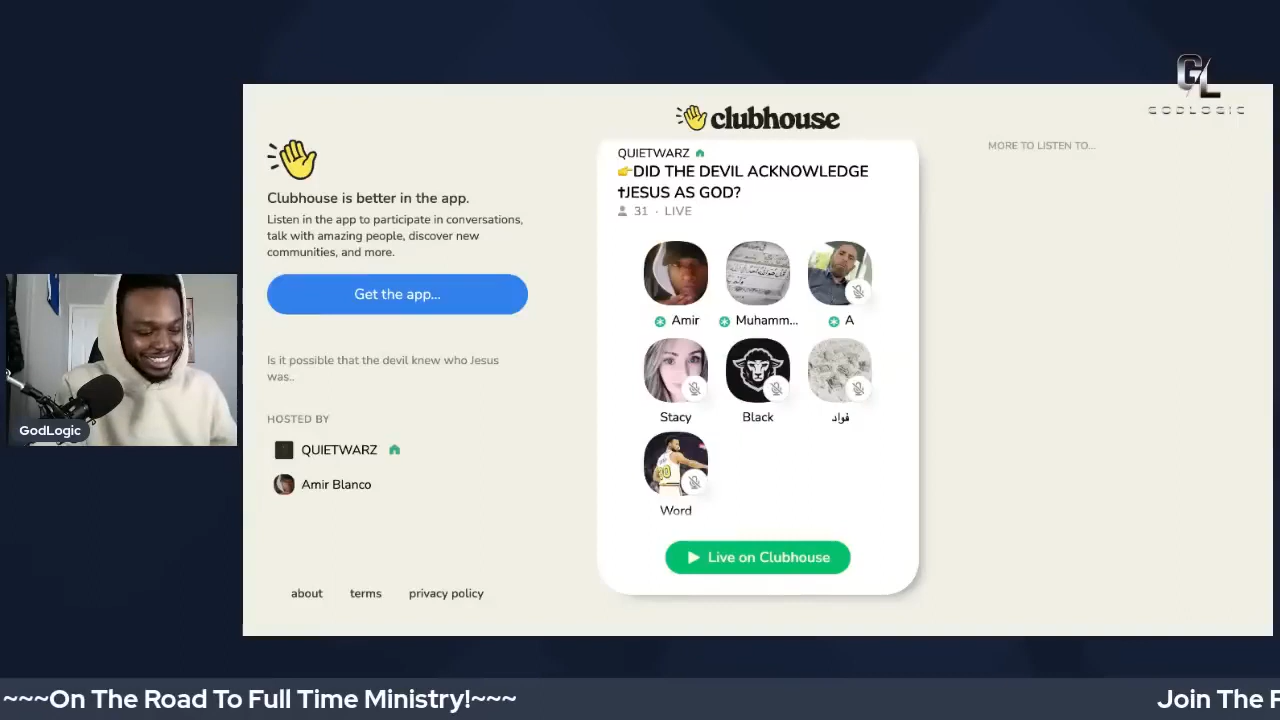 GL
GODLOGIC
clubhouse
MORE TO LISTEN TO...
Clubhouse is better in the app.
Listen in the app to participate in conversations,
talk with amazing people, discover new
communities, and more.
Get the app...
Is it possible that the devil knew who Jesus
was..
HOSTED BY
QUIETWARZ
Amir Blanco
about terms privacy policy
QUIETWARZ
👉DID THE DEVIL ACKNOWLEDGE
✝JESUS AS GOD?
31 · LIVE
Amir Muhamm... A
Stacy Black فؤاد
Word
Live on Clubhouse
GodLogic
~~~On The Road To Full Time Ministry!~~~
Join The